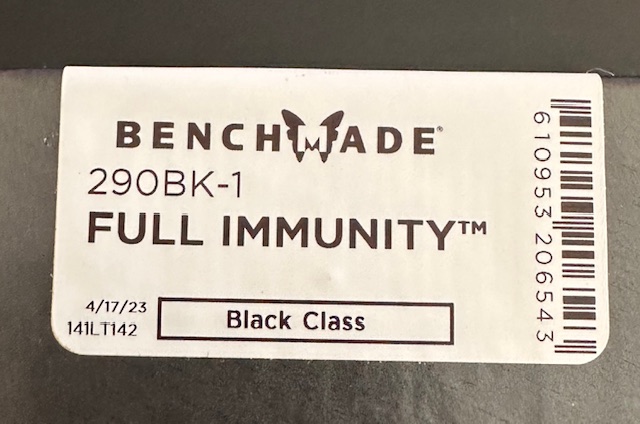 BENCHMADE®
290BK-1
FULL IMMUNITY™
4/17/23
141LT142
Black Class
610953 206543